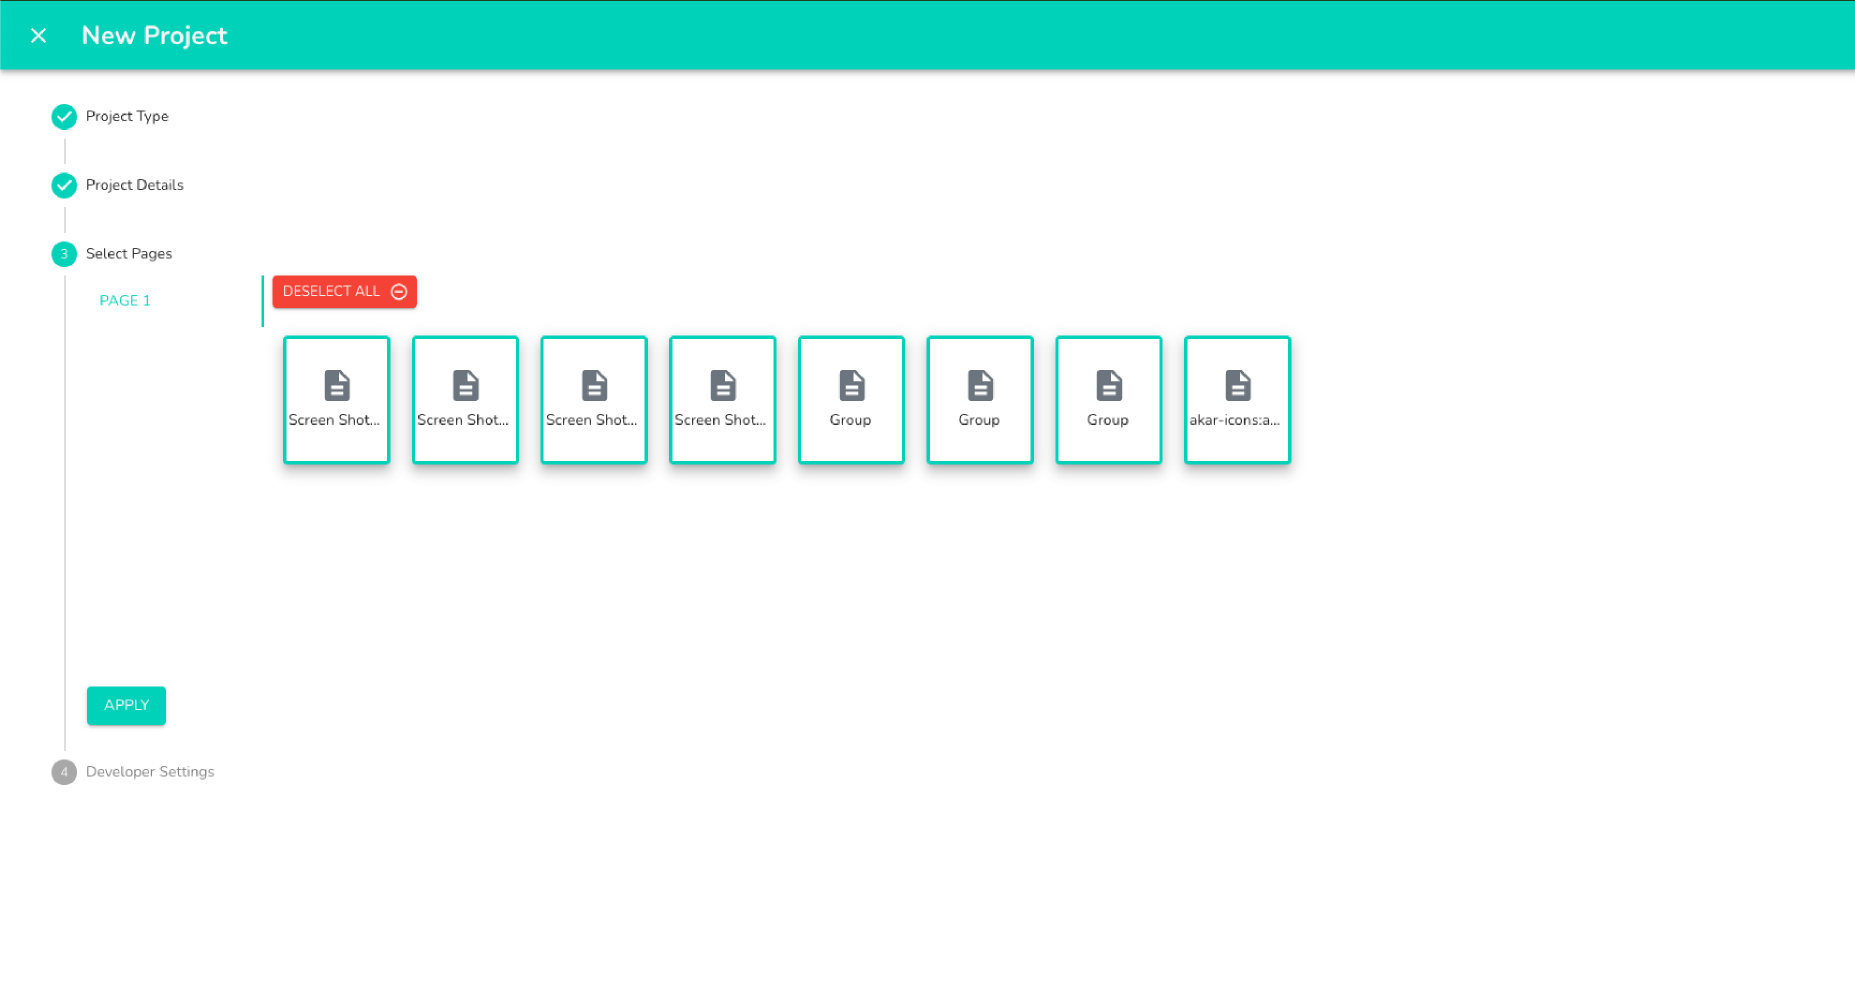 New Project
Project Type
Project Details
3 Select Pages
PAGE 1
DESELECT ALL
Screen Shot...
Screen Shot...
Screen Shot...
Screen Shot...
Group
Group
Group
akar-icons:a...
APPLY
4 Developer Settings